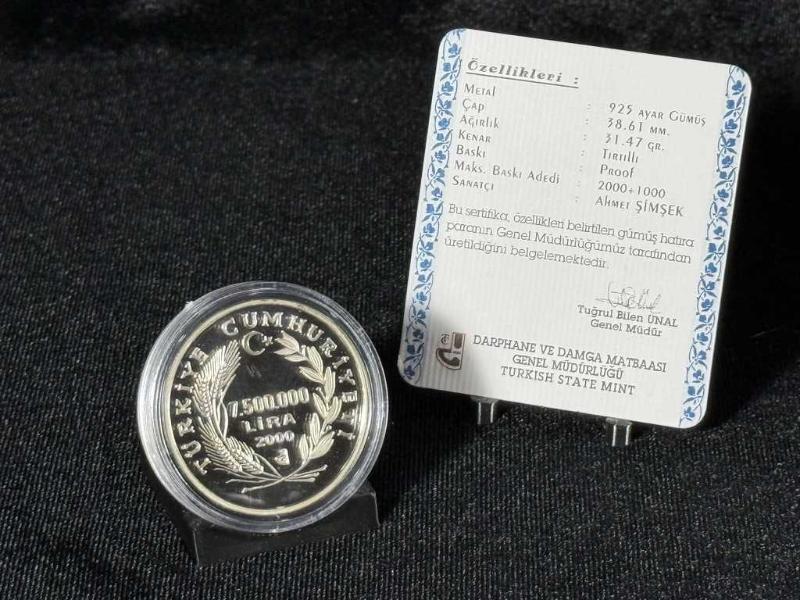 Özellikleri :
Metal : 925 Ayar Gümüş
Çap : 38.61 mm.
Ağırlık : 31.47 gr.
Kenar : Tırtıllı
Baskı : Proof
Maks. Baskı Adedi : 2000+1000
Sanatçı : Ahmet ŞİMŞEK
Bu sertifika, özellikleri belirtilen gümüş hatıra
paranın Genel Müdürlüğümüz tarafından
üretildiğini belgelemektedir.
Tuğrul Bilen ÜNAL
Genel Müdür
DARPHANE VE DAMGA MATBAASI
GENEL MÜDÜRLÜĞÜ
TURKISH STATE MINT
TÜRKİYE CUMHURİYETİ
7.500.000
LİRA
2000